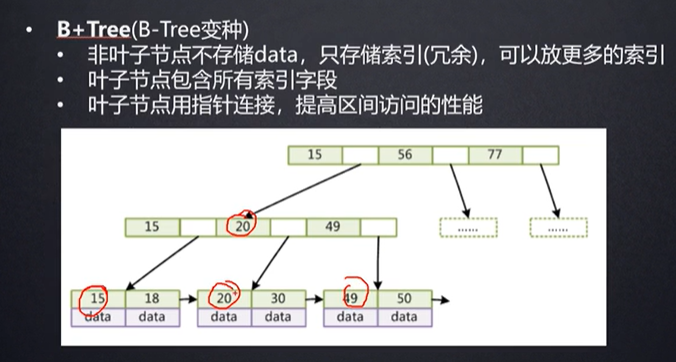 B+Tree(B-Tree变种)
非叶子节点不存储data，只存储索引(冗余)，可以放更多的索引
叶子节点包含所有索引字段
叶子节点用指针连接，提高区间访问的性能
15 56 77
15 20 49 ...... ......
15 18 20 30 49 50
data data data data data data